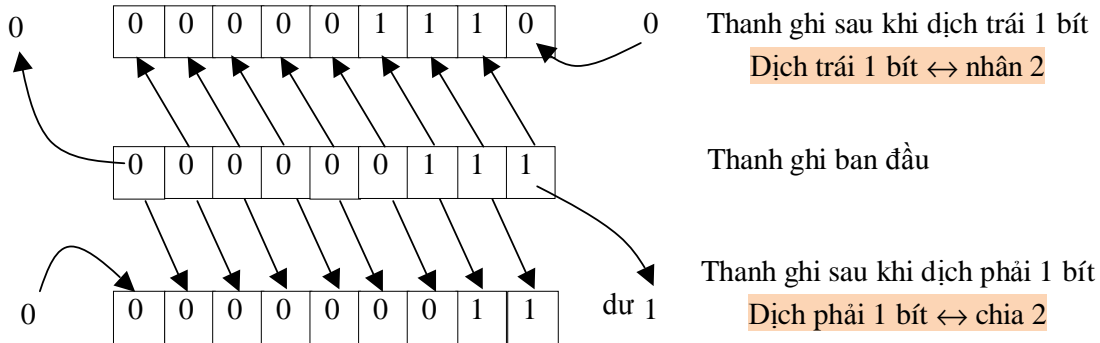 0 0 0 0 0 0 1 1 1 0 0 Thanh ghi sau khi dịch trái 1 bít
Dịch trái 1 bít ↔ nhân 2
0 0 0 0 0 0 1 1 1 Thanh ghi ban đầu
Thanh ghi sau khi dịch phải 1 bít
0 0 0 0 0 0 0 0 1 1 dư 1 Dịch phải 1 bít ↔ chia 2